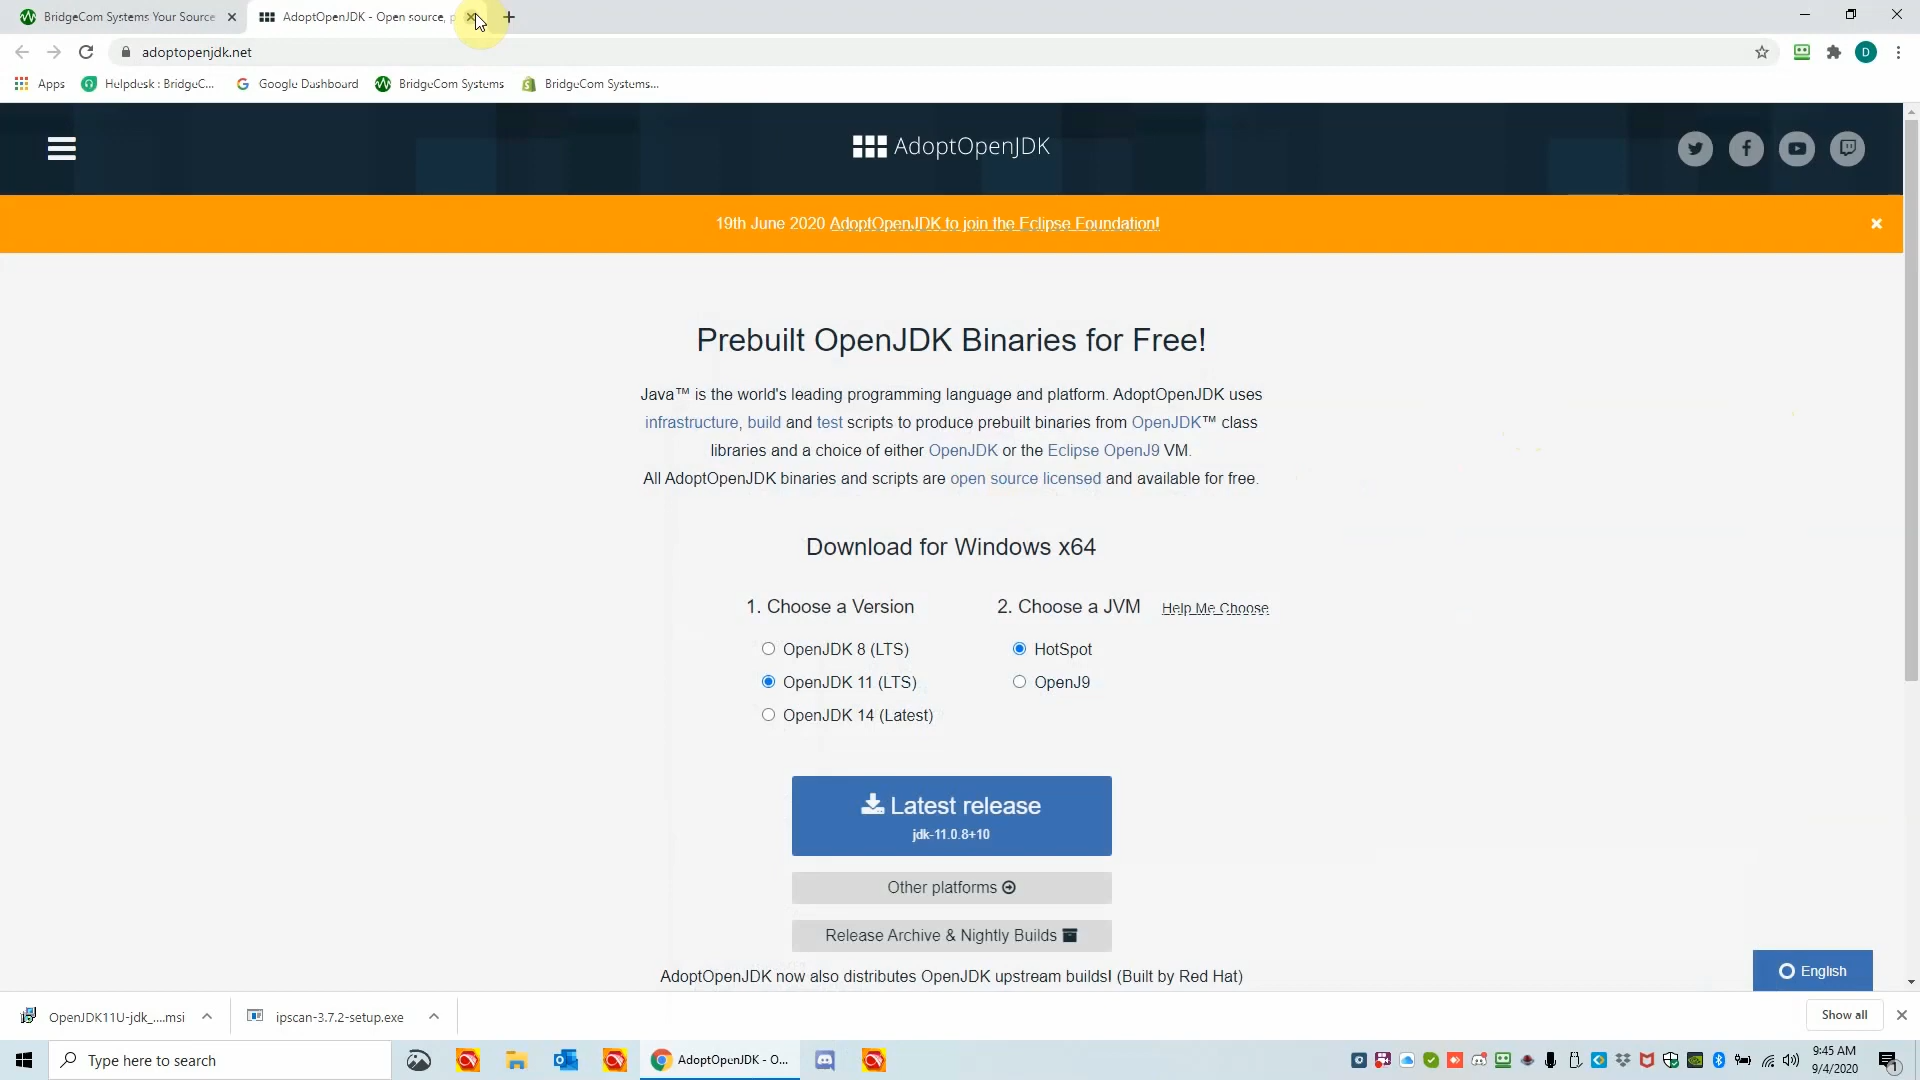 BridgeCom Systems Your Source
AdoptOpenJDK - Open source, p
adoptopenjdk.net
Apps
Helpdesk : BridgeC...
Google Dashboard
BridgeCom Systems
BridgeCom Systems...
AdoptOpenJDK
19th June 2020 AdoptOpenJDK to join the Eclipse Foundation!
Prebuilt OpenJDK Binaries for Free!
Java™ is the world's leading programming language and platform. AdoptOpenJDK uses
infrastructure, build and test scripts to produce prebuilt binaries from OpenJDK™ class
libraries and a choice of either OpenJDK or the Eclipse OpenJ9 VM.
All AdoptOpenJDK binaries and scripts are open source licensed and available for free.
Download for Windows x64
1. Choose a Version
2. Choose a JVM
Help Me Choose
OpenJDK 8 (LTS)
HotSpot
OpenJDK 11 (LTS)
OpenJ9
OpenJDK 14 (Latest)
Latest release
jdk-11.0.8+10
Other platforms
Release Archive & Nightly Builds
AdoptOpenJDK now also distributes OpenJDK upstream builds! (Built by Red Hat)
English
OpenJDK11U-jdk_....msi
ipscan-3.7.2-setup.exe
Show all
Type here to search
AdoptOpenJDK - O...
9:45 AM
9/4/2020
D
1